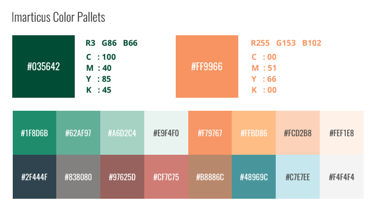 Imarticus Color Pallets
R3 G86 B66
#035642
C : 100
M : 40
Y : 85
K : 45
R255 G153 B102
#FF9966
C : 00
M : 51
Y : 66
K : 00
#1F8D6B #62AF97 #A6D2C4 #E9F4F0 #F79767 #FFBD86 #FCD2B8 #FEF1E8
#2F444F #838080 #97625D #CF7C75 #B8886C #48969C #C7E7EE #F4F4F4